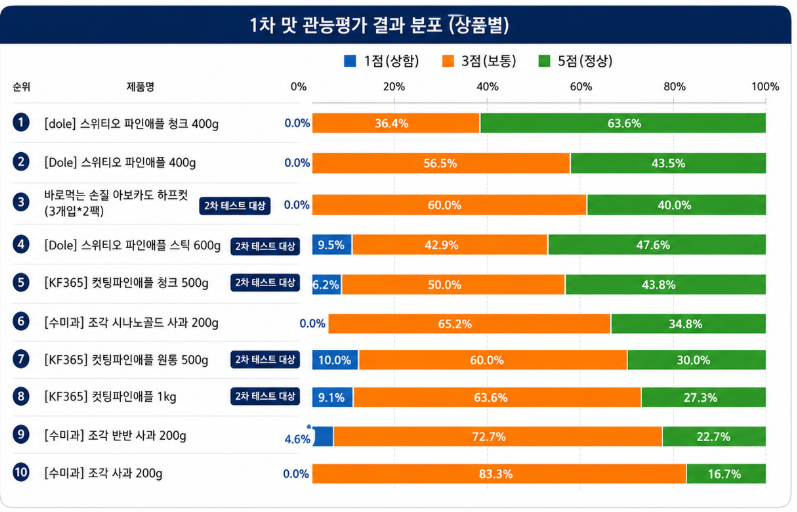 1차 맛 관능평가 결과 분포 (상품별)
1점(상함) 3점(보통) 5점(정상)
순위 제품명 0% 20% 40% 60% 80% 100%
1 [dole] 스위티오 파인애플 청크 400g 0.0% 36.4% 63.6%
2 [Dole] 스위티오 파인애플 400g 0.0% 56.5% 43.5%
3 바로먹는 손질 아보카도 하프컷
(3개입*2팩) 2차 테스트 대상 0.0% 60.0% 40.0%
4 [Dole] 스위티오 파인애플 스틱 600g 2차 테스트 대상 9.5% 42.9% 47.6%
5 [KF365] 컷팅파인애플 청크 500g 2차 테스트 대상 6.2% 50.0% 43.8%
6 [수미과] 조각 시나노골드 사과 200g 0.0% 65.2% 34.8%
7 [KF365] 컷팅파인애플 원통 500g 2차 테스트 대상 10.0% 60.0% 30.0%
8 [KF365] 컷팅파인애플 1kg 2차 테스트 대상 9.1% 63.6% 27.3%
9 [수미과] 조각 반반 사과 200g 4.6% 72.7% 22.7%
10 [수미과] 조각 사과 200g 0.0% 83.3% 16.7%